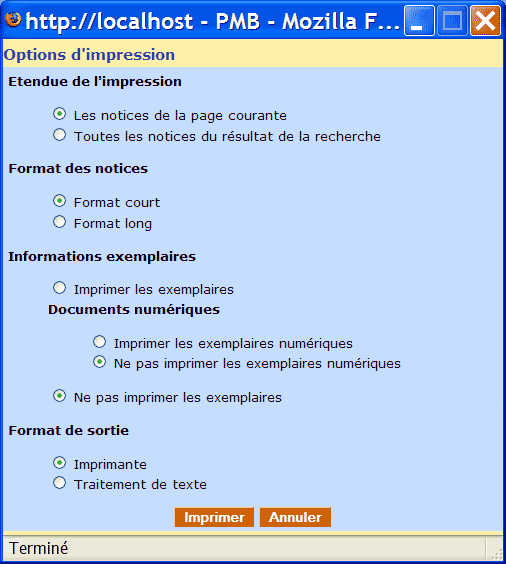 http://localhost - PMB - Mozilla F...
Options d'impression
Etendue de l'impression
Les notices de la page courante
Toutes les notices du résultat de la recherche
Format des notices
Format court
Format long
Informations exemplaires
Imprimer les exemplaires
Documents numériques
Imprimer les exemplaires numériques
Ne pas imprimer les exemplaires numériques
Ne pas imprimer les exemplaires
Format de sortie
Imprimante
Traitement de texte
Imprimer Annuler
Terminé